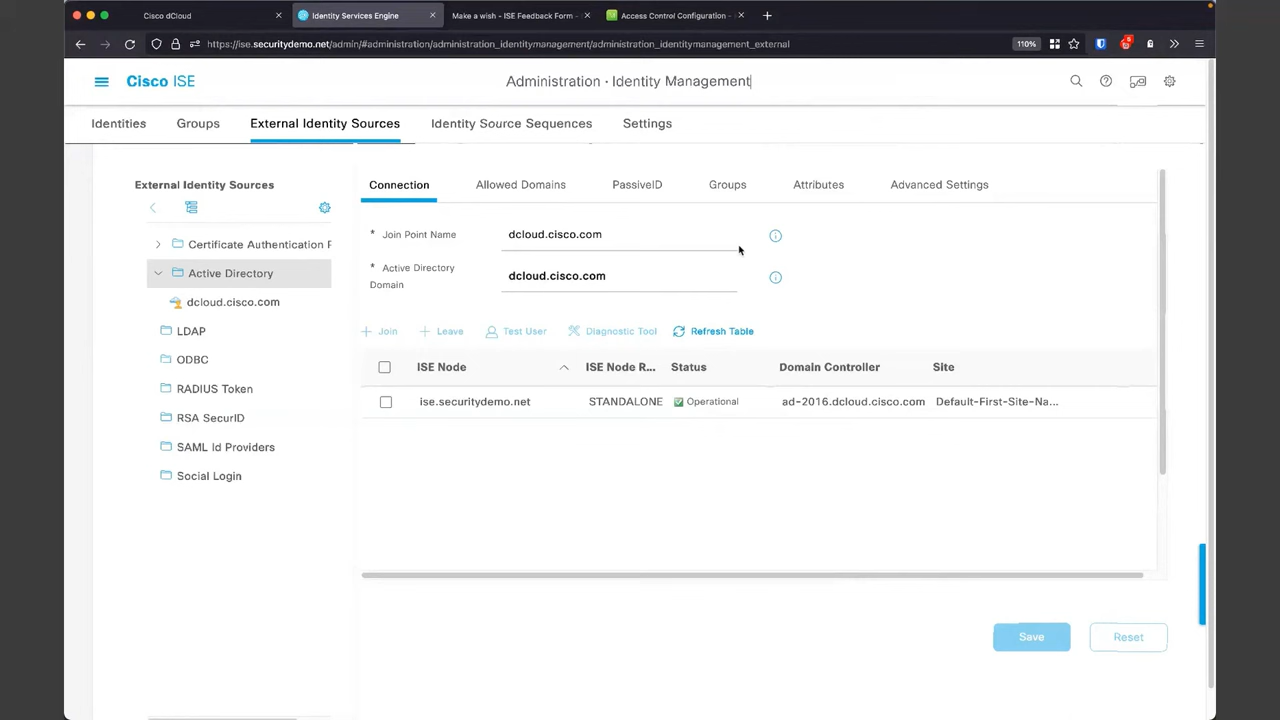 Cisco dCloud
Identity Services Engine
Make a wish - ISE Feedback Form -
Access Control Configuration -
https://ise.securitydemo.net/admin/#administration/administration_identitymanagement/administration_identitymanagement_external
110%
Cisco ISE
Administration · Identity Management
Identities
Groups
External Identity Sources
Identity Source Sequences
Settings
External Identity Sources
Certificate Authentication F
Active Directory
dcloud.cisco.com
LDAP
ODBC
RADIUS Token
RSA SecurID
SAML Id Providers
Social Login
Connection
Allowed Domains
PassiveID
Groups
Attributes
Advanced Settings
* Join Point Name
dcloud.cisco.com
* Active Directory
Domain
dcloud.cisco.com
+ Join
+ Leave
Test User
Diagnostic Tool
Refresh Table
ISE Node
ISE Node R...
Status
Domain Controller
Site
ise.securitydemo.net
STANDALONE
Operational
ad-2016.dcloud.cisco.com
Default-First-Site-Na...
Save
Reset